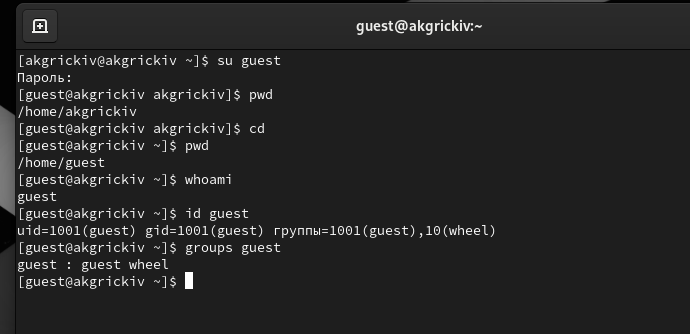 guest@akgrickiv:~
[akgrickiv@akgrickiv ~]$ su guest
Пароль:
[guest@akgrickiv akgrickiv]$ pwd
/home/akgrickiv
[guest@akgrickiv akgrickiv]$ cd
[guest@akgrickiv ~]$ pwd
/home/guest
[guest@akgrickiv ~]$ whoami
guest
[guest@akgrickiv ~]$ id guest
uid=1001(guest) gid=1001(guest) группы=1001(guest),10(wheel)
[guest@akgrickiv ~]$ groups guest
guest : guest wheel
[guest@akgrickiv ~]$